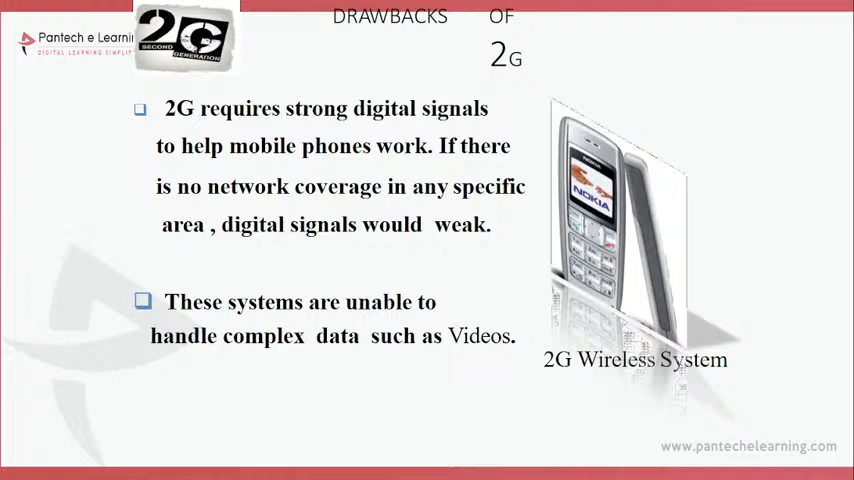 DRAWBACKS OF
2G
Pantech e Learnin
DIGITAL LEARNING SIMPLIF
2G
SECOND GENERATION
❑ 2G requires strong digital signals
to help mobile phones work. If there
is no network coverage in any specific
area , digital signals would weak.
❑ These systems are unable to
handle complex data such as Videos.
NOKIA
NOKIA
2G Wireless System
www.pantechelearning.com